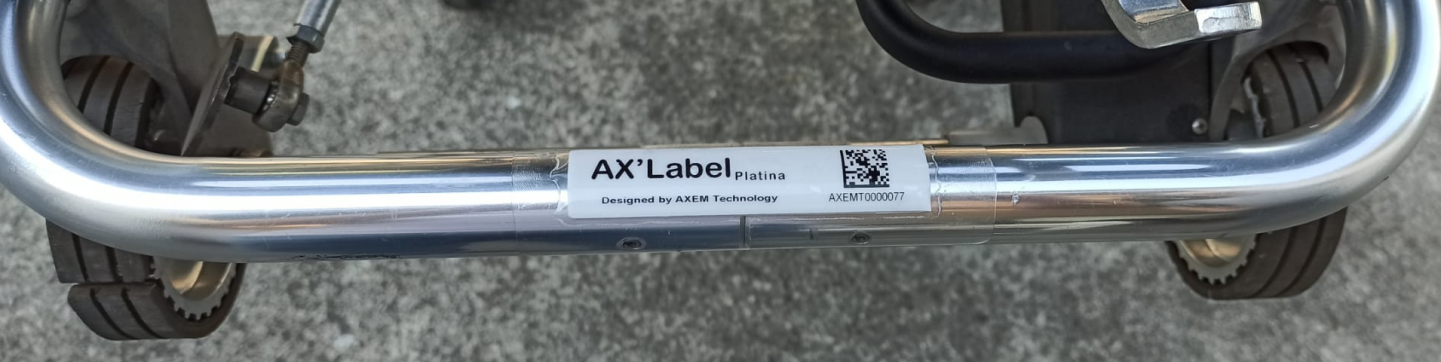 AX'Label Platina
Designed by AXEM Technology
AXEMT0000077